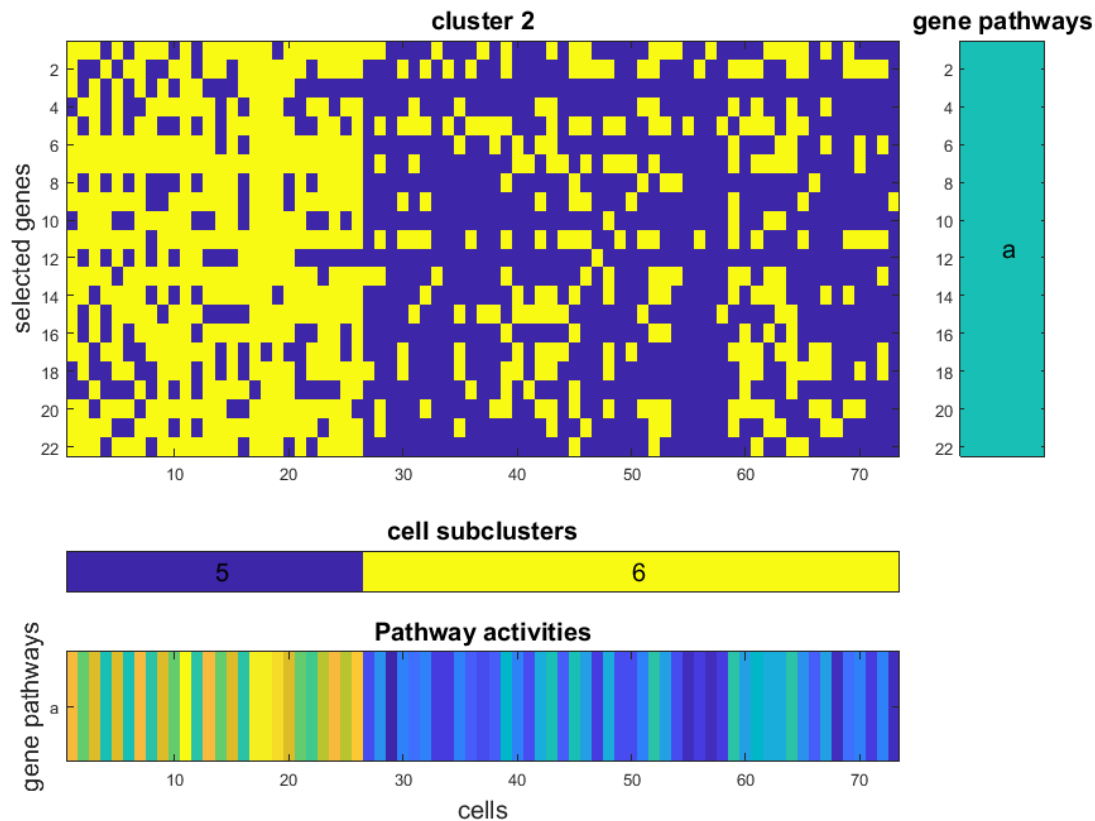 cluster 2
gene pathways
selected genes
2
4
6
8
10
12
14
16
18
20
22
10 20 30 40 50 60 70
2
4
6
8
10
12
14
16
18
20
22
a
cell subclusters
5 6
Pathway activities
gene pathways
a
10 20 30 40 50 60 70
cells